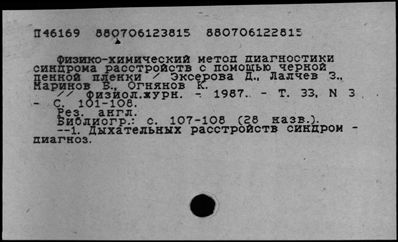 П46169 880706123815 880706122815
Физико-химический метод диагностики
синдрома расстройств с помощью черной
пенной пленки / Эксерова Д., Лалчев З.,
Маринов Б., Огнянов К.
// Физиол.журн. - 1987. - Т. 33, N 3
- С. 101-108.
Рез. англ.
Библиогр.: с. 107-108 (28 назв.).
--1. Дыхательных расстройств синдром -
диагноз.